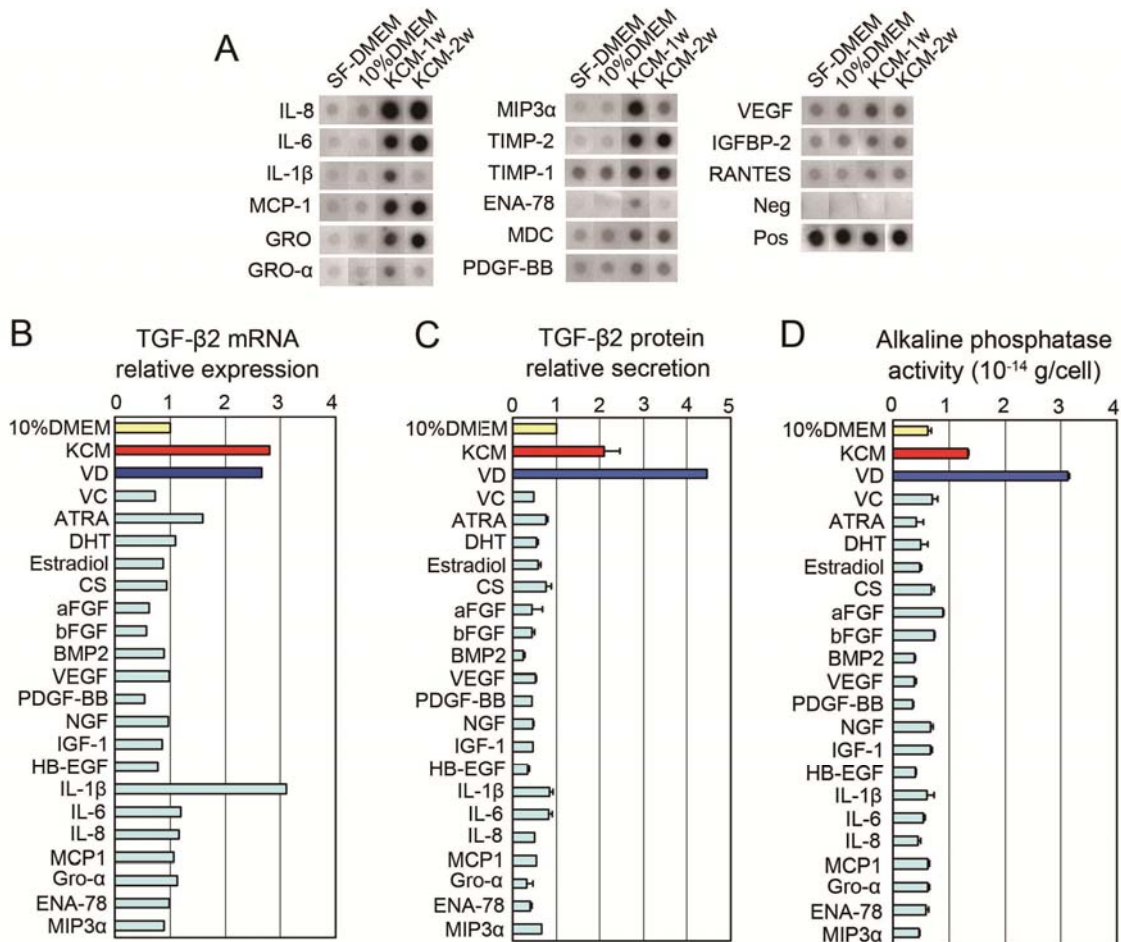 A
SF-DMEM
10%DMEM
KCM-1w
KCM-2w
IL-8
IL-6
IL-1β
MCP-1
GRO
GRO-α
SF-DMEM
10%DMEM
KCM-1w
KCM-2w
MIP3α
TIMP-2
TIMP-1
ENA-78
MDC
PDGF-BB
SF-DMEM
10%DMEM
KCM-1w
KCM-2w
VEGF
IGFBP-2
RANTES
Neg
Pos
B
TGF-β2 mRNA
relative expression
0 1 2 3 4
10%DMEM
KCM
VD
VC
ATRA
DHT
Estradiol
CS
aFGF
bFGF
BMP2
VEGF
PDGF-BB
NGF
IGF-1
HB-EGF
IL-1β
IL-6
IL-8
MCP1
Gro-α
ENA-78
MIP3α
C
TGF-β2 protein
relative secretion
0 1 2 3 4 5
10%DMEM
KCM
VD
VC
ATRA
DHT
Estradiol
CS
aFGF
bFGF
BMP2
VEGF
PDGF-BB
NGF
IGF-1
HB-EGF
IL-1β
IL-6
IL-8
MCP1
Gro-α
ENA-78
MIP3α
D
Alkaline phosphatase
activity (10⁻¹⁴ g/cell)
0 1 2 3 4
10%DMEM
KCM
VD
VC
ATRA
DHT
Estradiol
CS
aFGF
bFGF
BMP2
VEGF
PDGF-BB
NGF
IGF-1
HB-EGF
IL-1β
IL-6
IL-8
MCP1
Gro-α
ENA-78
MIP3α